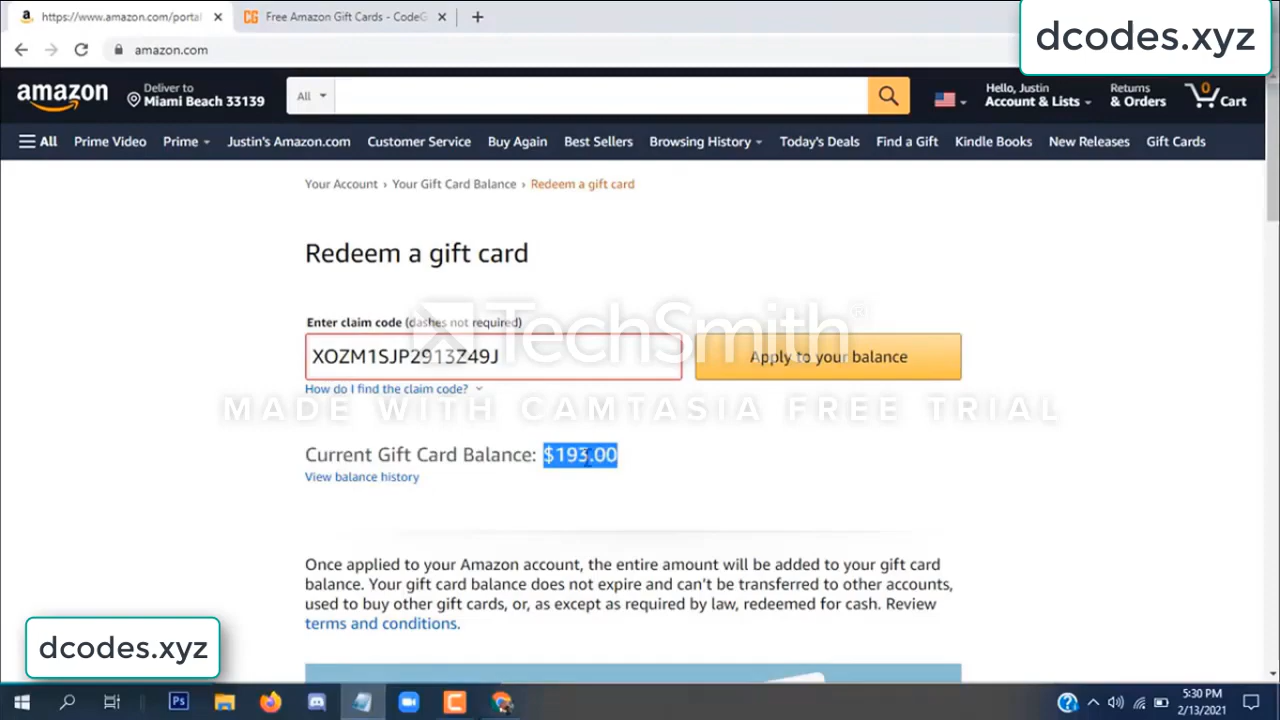 https://www.amazon.com/portal
Free Amazon Gift Cards - CodeG
amazon.com
dcodes.xyz
amazon
Deliver to
Miami Beach 33139
All
Hello, Justin
Account & Lists
Returns
& Orders
0
Cart
All
Prime Video
Prime
Justin's Amazon.com
Customer Service
Buy Again
Best Sellers
Browsing History
Today's Deals
Find a Gift
Kindle Books
New Releases
Gift Cards
Your Account › Your Gift Card Balance › Redeem a gift card
Redeem a gift card
Enter claim code (dashes not required)
TechSmith®
XOZM1SJP2913Z49J
Apply to your balance
How do I find the claim code?
MADE WITH CAMTASIA FREE TRIAL
Current Gift Card Balance: $193.00
View balance history
Once applied to your Amazon account, the entire amount will be added to your gift card
balance. Your gift card balance does not expire and can't be transferred to other accounts,
used to buy other gift cards, or, as except as required by law, redeemed for cash. Review
terms and conditions.
dcodes.xyz
Ps
5:30 PM
2/13/2021